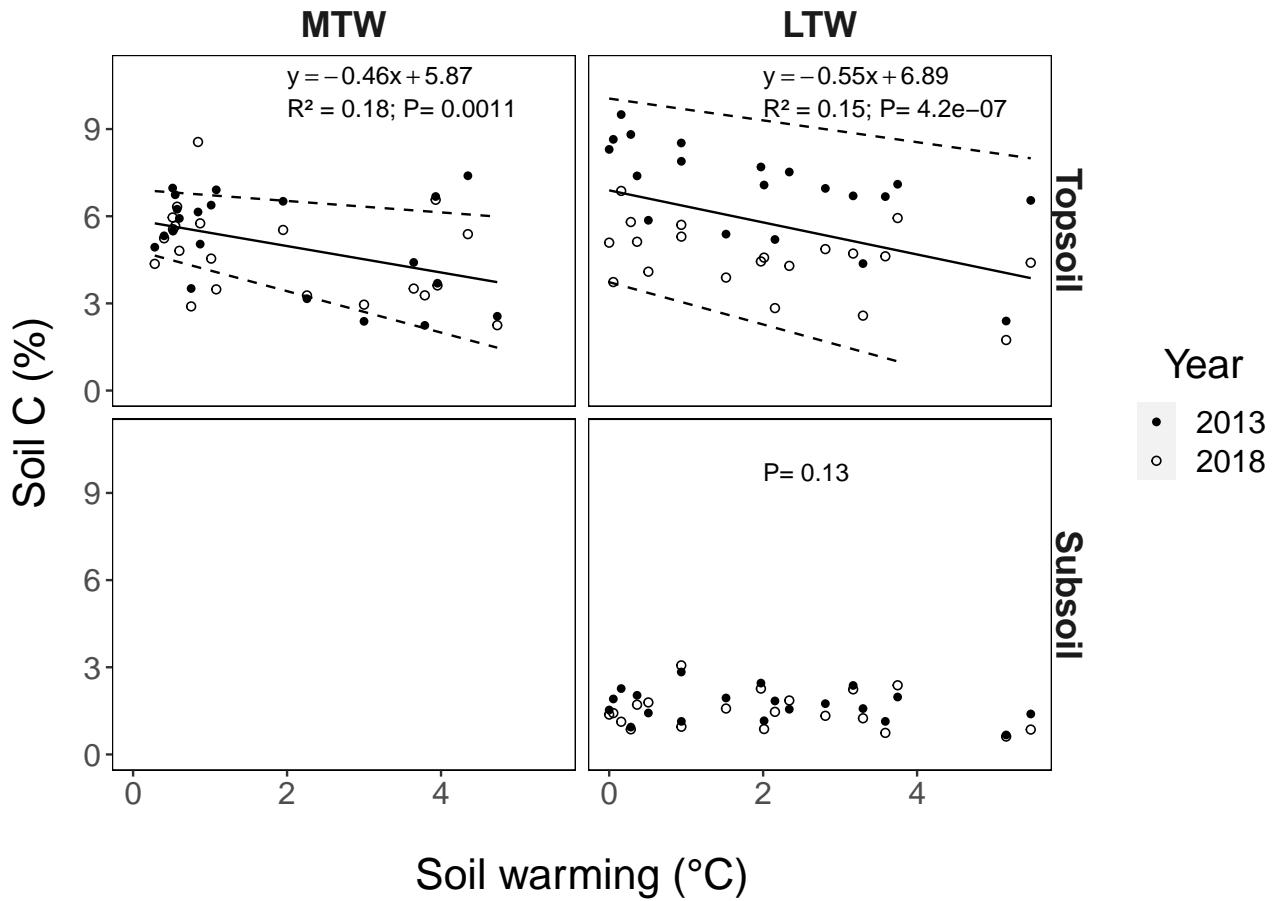 MTW
LTW
y = −0.46x + 5.87
R² = 0.18; P= 0.0011
y = −0.55x + 6.89
R² = 0.15; P= 4.2e−07
9
6
3
0
Topsoil
P= 0.13
9
6
3
0
Subsoil
0 2 4
0 2 4
Soil C (%)
Soil warming (°C)
Year
2013
2018